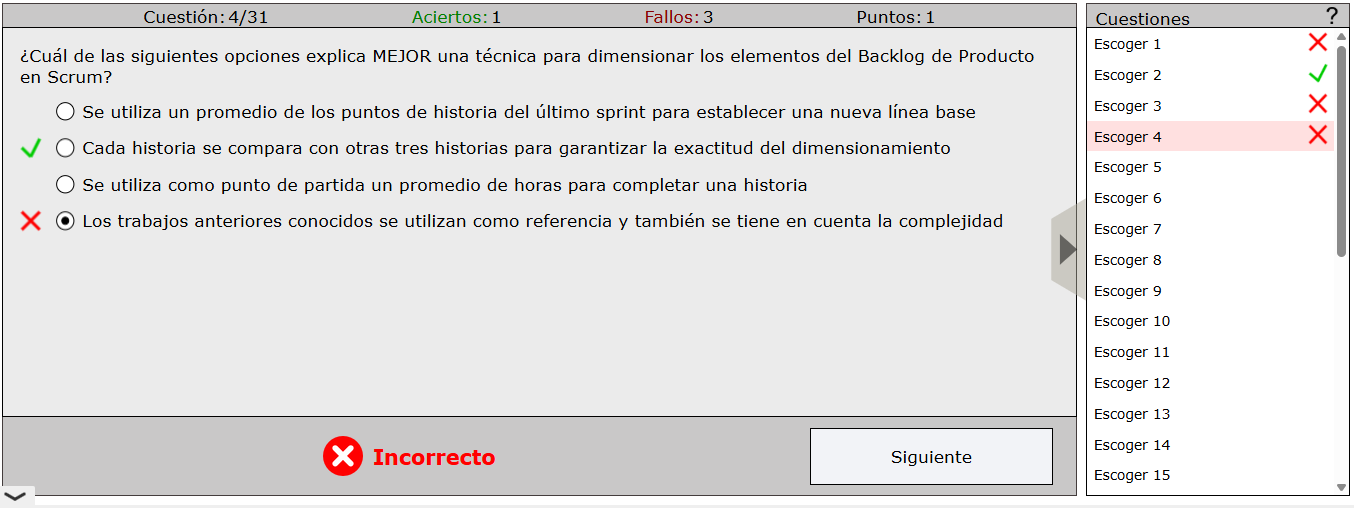 Cuestión: 4/31 Aciertos: 1 Fallos: 3 Puntos: 1
¿Cuál de las siguientes opciones explica MEJOR una técnica para dimensionar los elementos del Backlog de Producto
en Scrum?
Se utiliza un promedio de los puntos de historia del último sprint para establecer una nueva línea base
Cada historia se compara con otras tres historias para garantizar la exactitud del dimensionamiento
Se utiliza como punto de partida un promedio de horas para completar una historia
Los trabajos anteriores conocidos se utilizan como referencia y también se tiene en cuenta la complejidad
Incorrecto
Siguiente
Cuestiones ?
Escoger 1
Escoger 2
Escoger 3
Escoger 4
Escoger 5
Escoger 6
Escoger 7
Escoger 8
Escoger 9
Escoger 10
Escoger 11
Escoger 12
Escoger 13
Escoger 14
Escoger 15